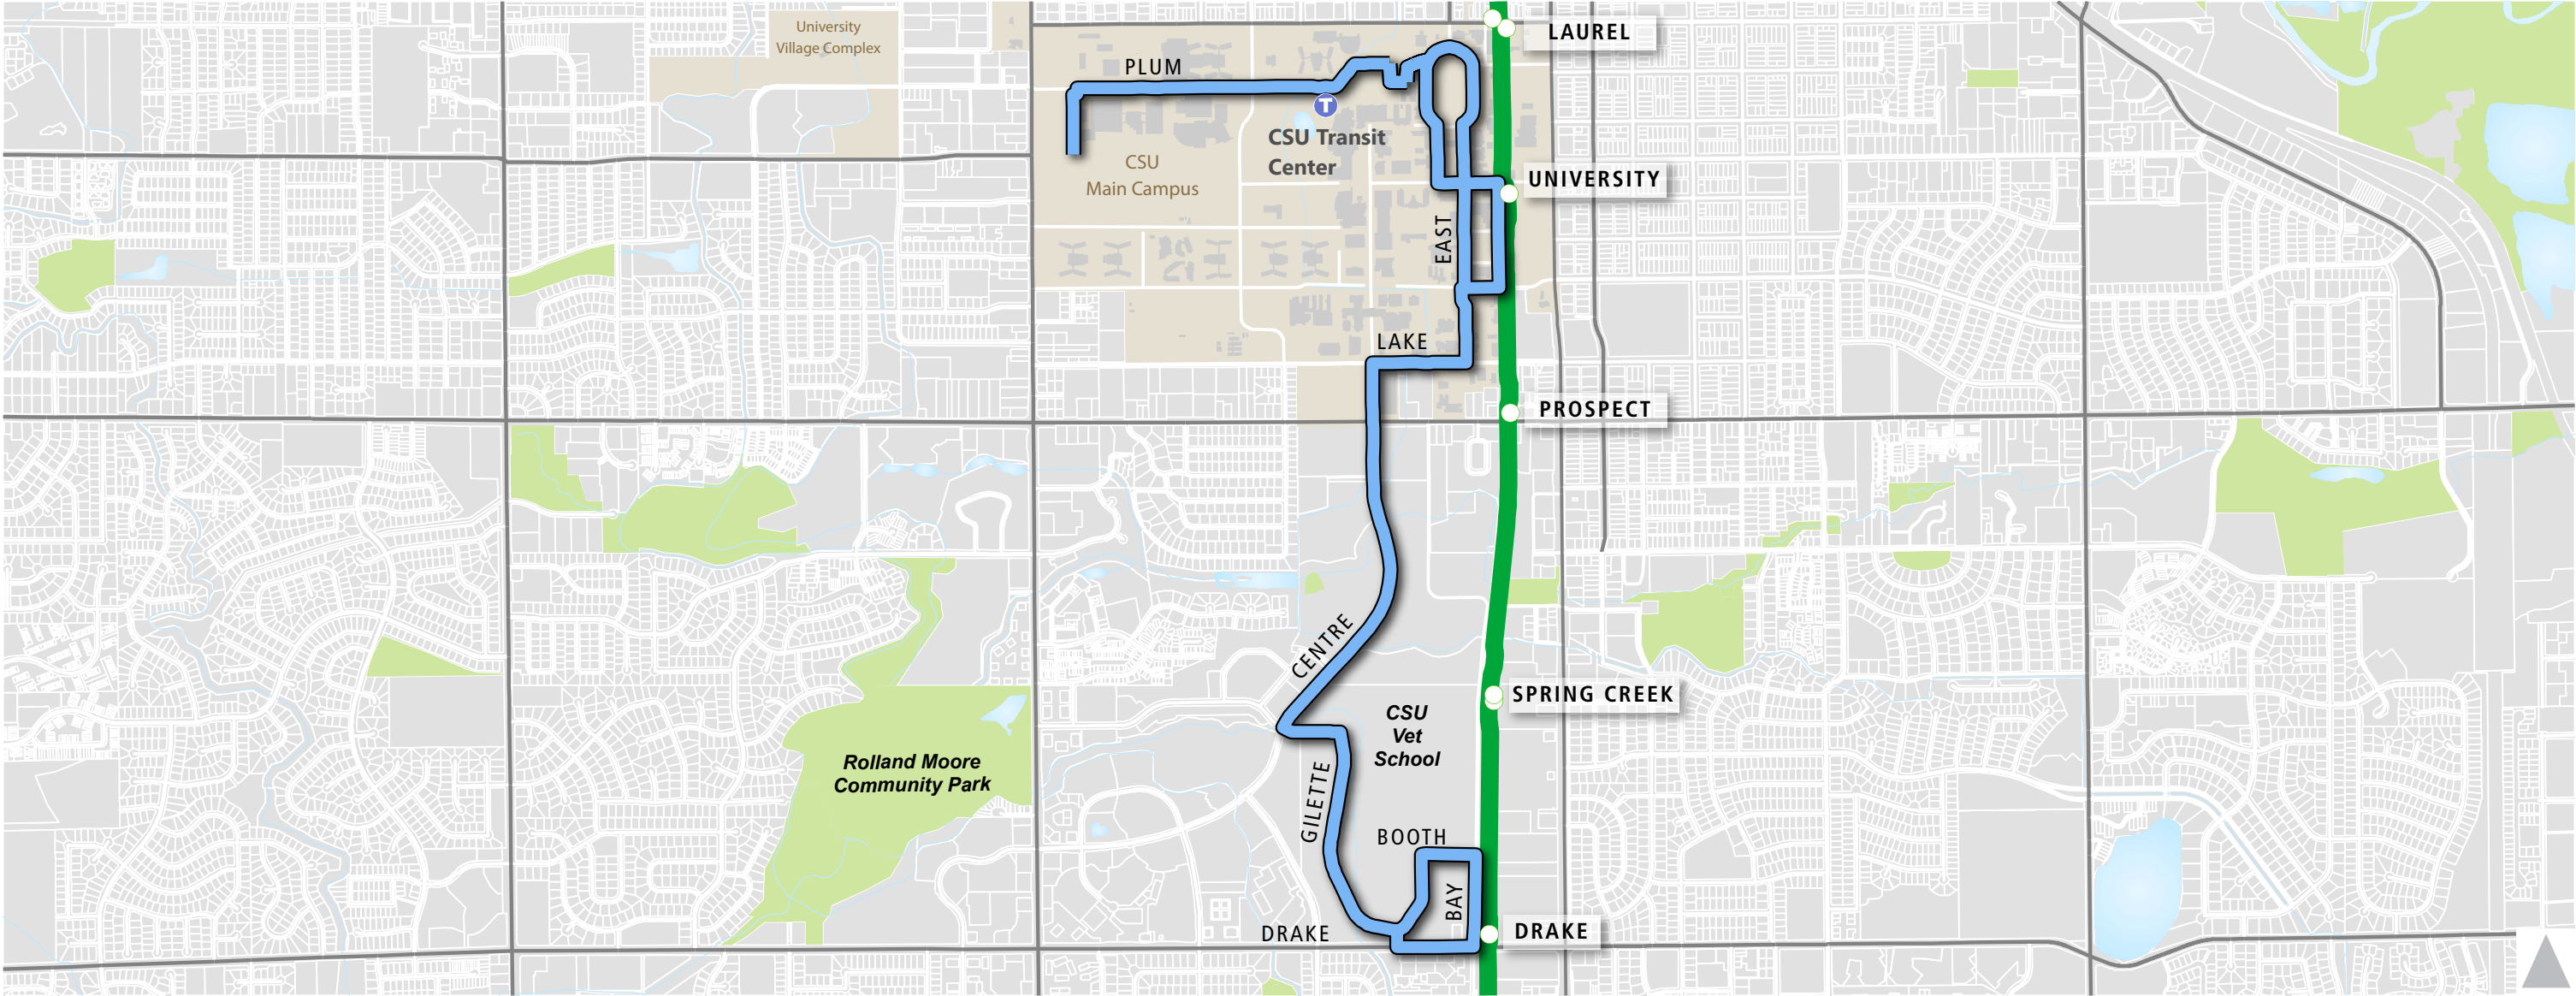 University
Village Complex
LAUREL
PLUM
T
CSU Transit
Center
CSU
Main Campus
UNIVERSITY
EAST
LAKE
PROSPECT
CENTRE
SPRING CREEK
CSU
Vet
School
Rolland Moore
Community Park
GILETTE
BOOTH
BAY
DRAKE
DRAKE